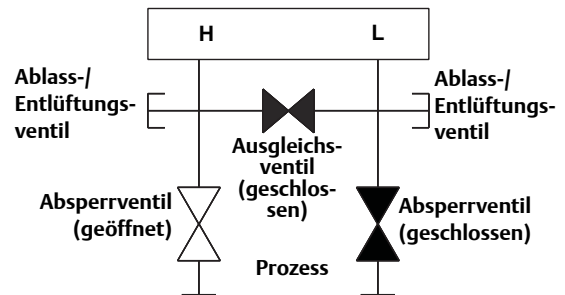 H
L
Ablass-/
Entlüftungs-
ventil
Ablass-/
Entlüftungs-
ventil
Ausgleichs-
ventil
(geschlos-
sen)
Absperrventil
(geöffnet)
Absperrventil
(geschlossen)
Prozess